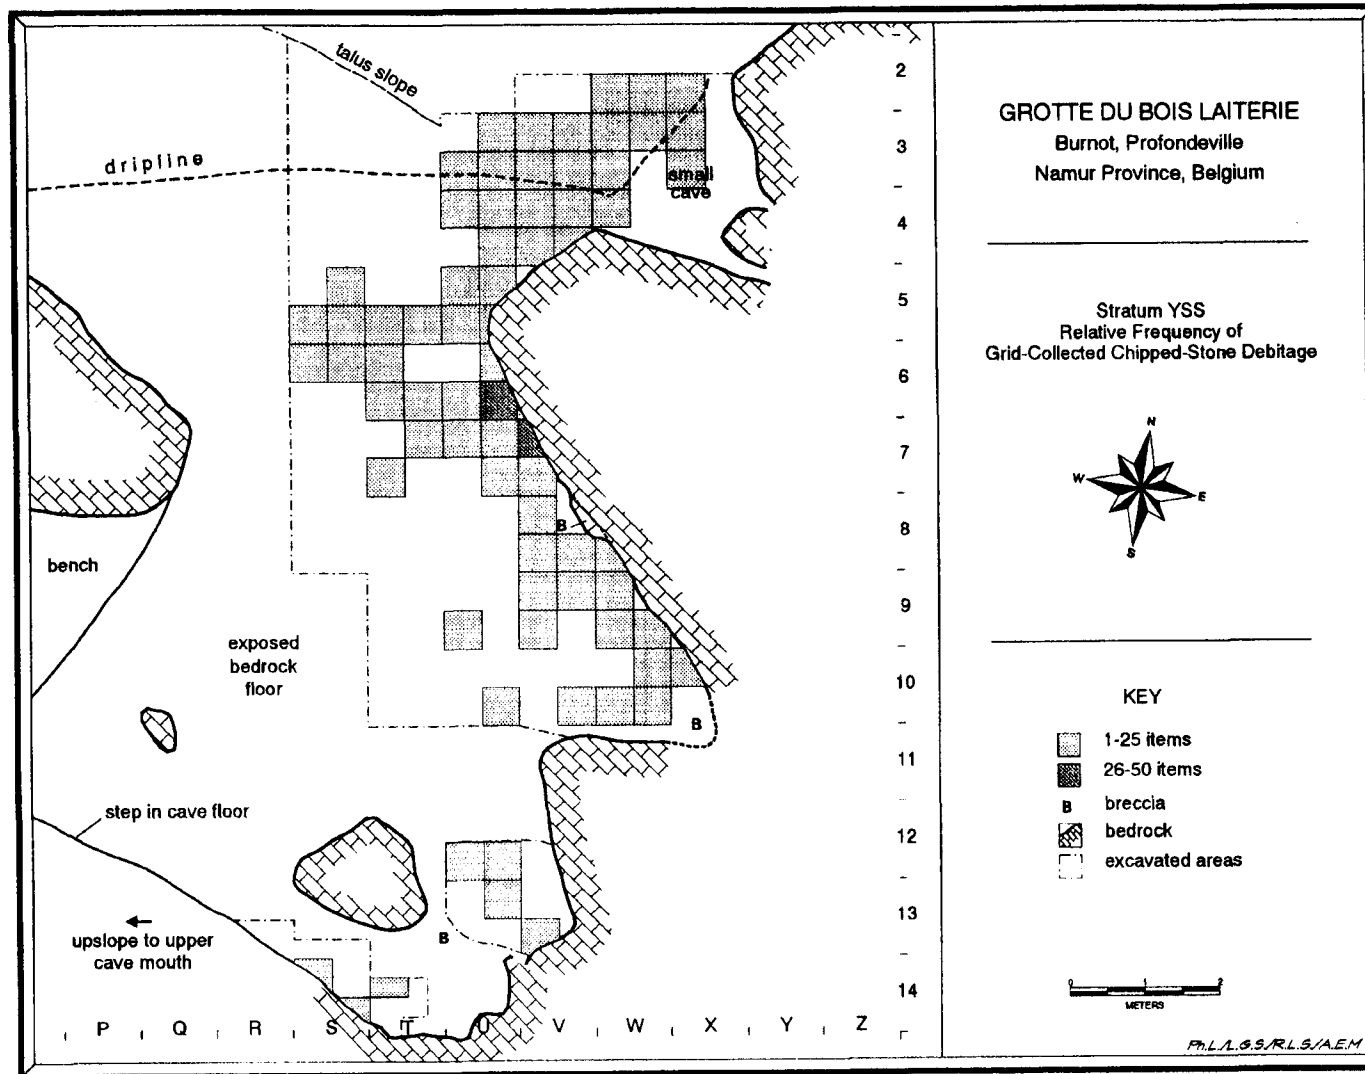 talus slope
dripline
small
cave
B
bench
exposed
bedrock
floor
B
step in cave floor
B
upslope to upper
cave mouth
P Q R S T U V W X Y Z
2
3
4
5
6
7
8
9
10
11
12
13
14
GROTTE DU BOIS LAITERIE
Burnot, Profondeville
Namur Province, Belgium
Stratum YSS
Relative Frequency of
Grid-Collected Chipped-Stone Debitage
N
W
E
S
KEY
1-25 items
26-50 items
B breccia
bedrock
excavated areas
0 1 2
METERS
Ph.L./L.G.S./R.L.S./A.E.M